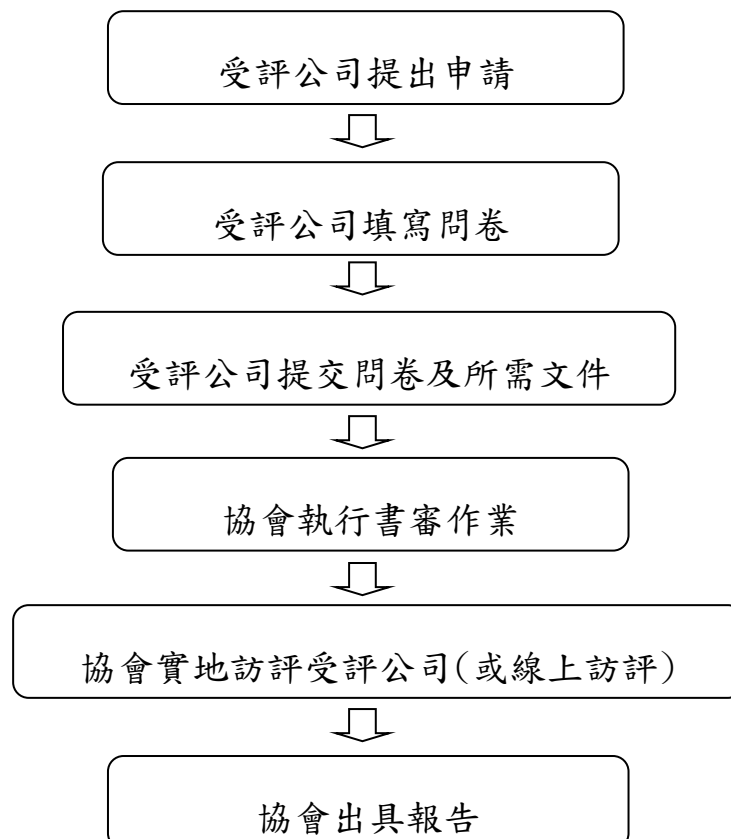 受評公司提出申請
受評公司填寫問卷
受評公司提交問卷及所需文件
協會執行書審作業
協會實地訪評受評公司(或線上訪評)
協會出具報告